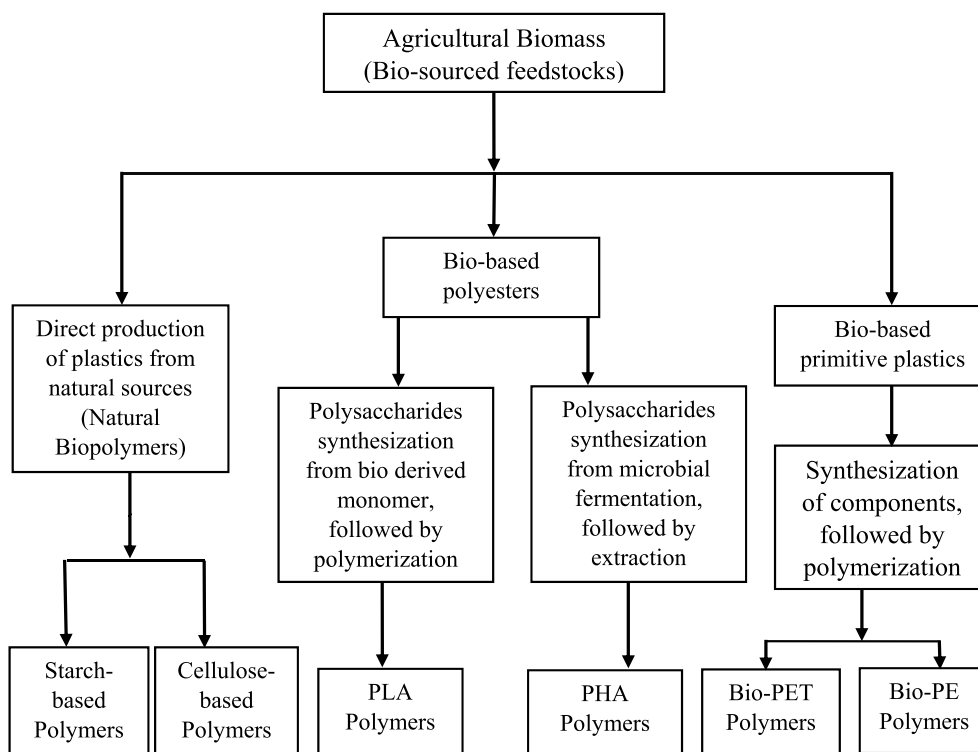 Agricultural Biomass
(Bio-sourced feedstocks)
Bio-based
polyesters
Direct production
of plastics from
natural sources
(Natural
Biopolymers)
Bio-based
primitive plastics
Polysaccharides
synthesization
from bio derived
monomer,
followed by
polymerization
Polysaccharides
synthesization
from microbial
fermentation,
followed by
extraction
Synthesization
of components,
followed by
polymerization
Starch-
based
Polymers
Cellulose-
based
Polymers
PLA
Polymers
PHA
Polymers
Bio-PET
Polymers
Bio-PE
Polymers